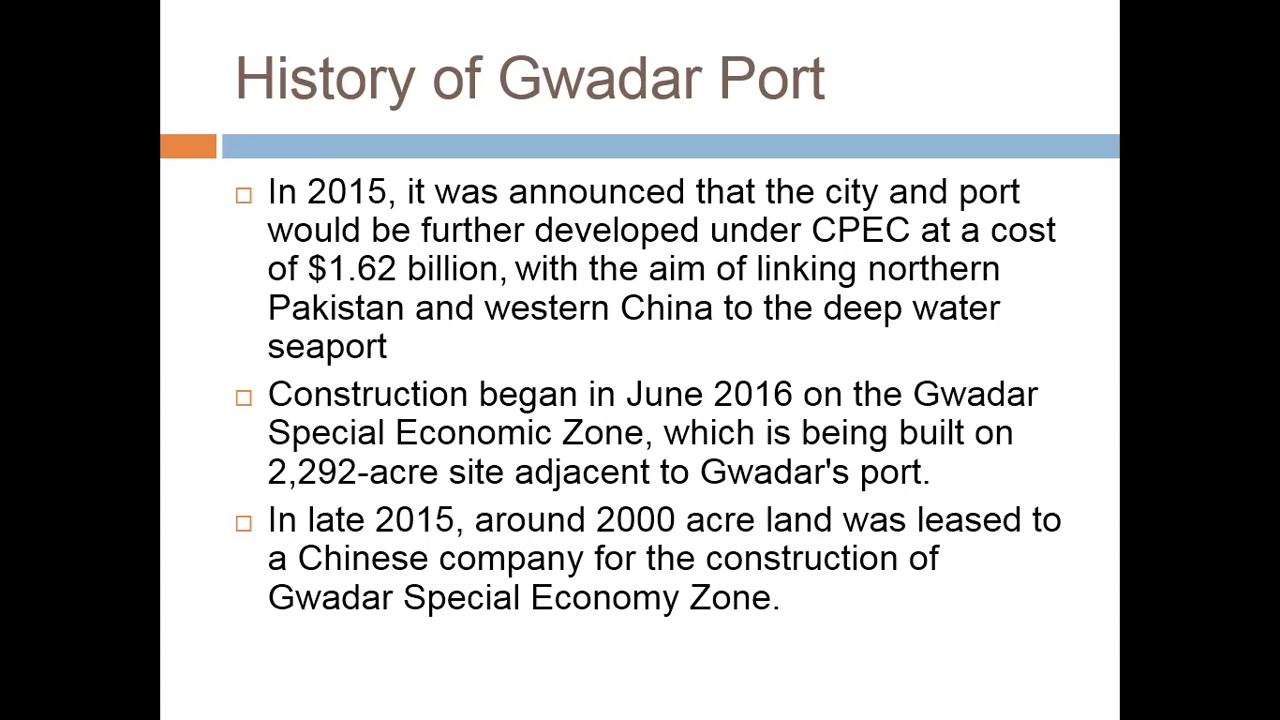 History of Gwadar Port
In 2015, it was announced that the city and port
would be further developed under CPEC at a cost
of $1.62 billion, with the aim of linking northern
Pakistan and western China to the deep water
seaport
Construction began in June 2016 on the Gwadar
Special Economic Zone, which is being built on
2,292-acre site adjacent to Gwadar's port.
In late 2015, around 2000 acre land was leased to
a Chinese company for the construction of
Gwadar Special Economy Zone.